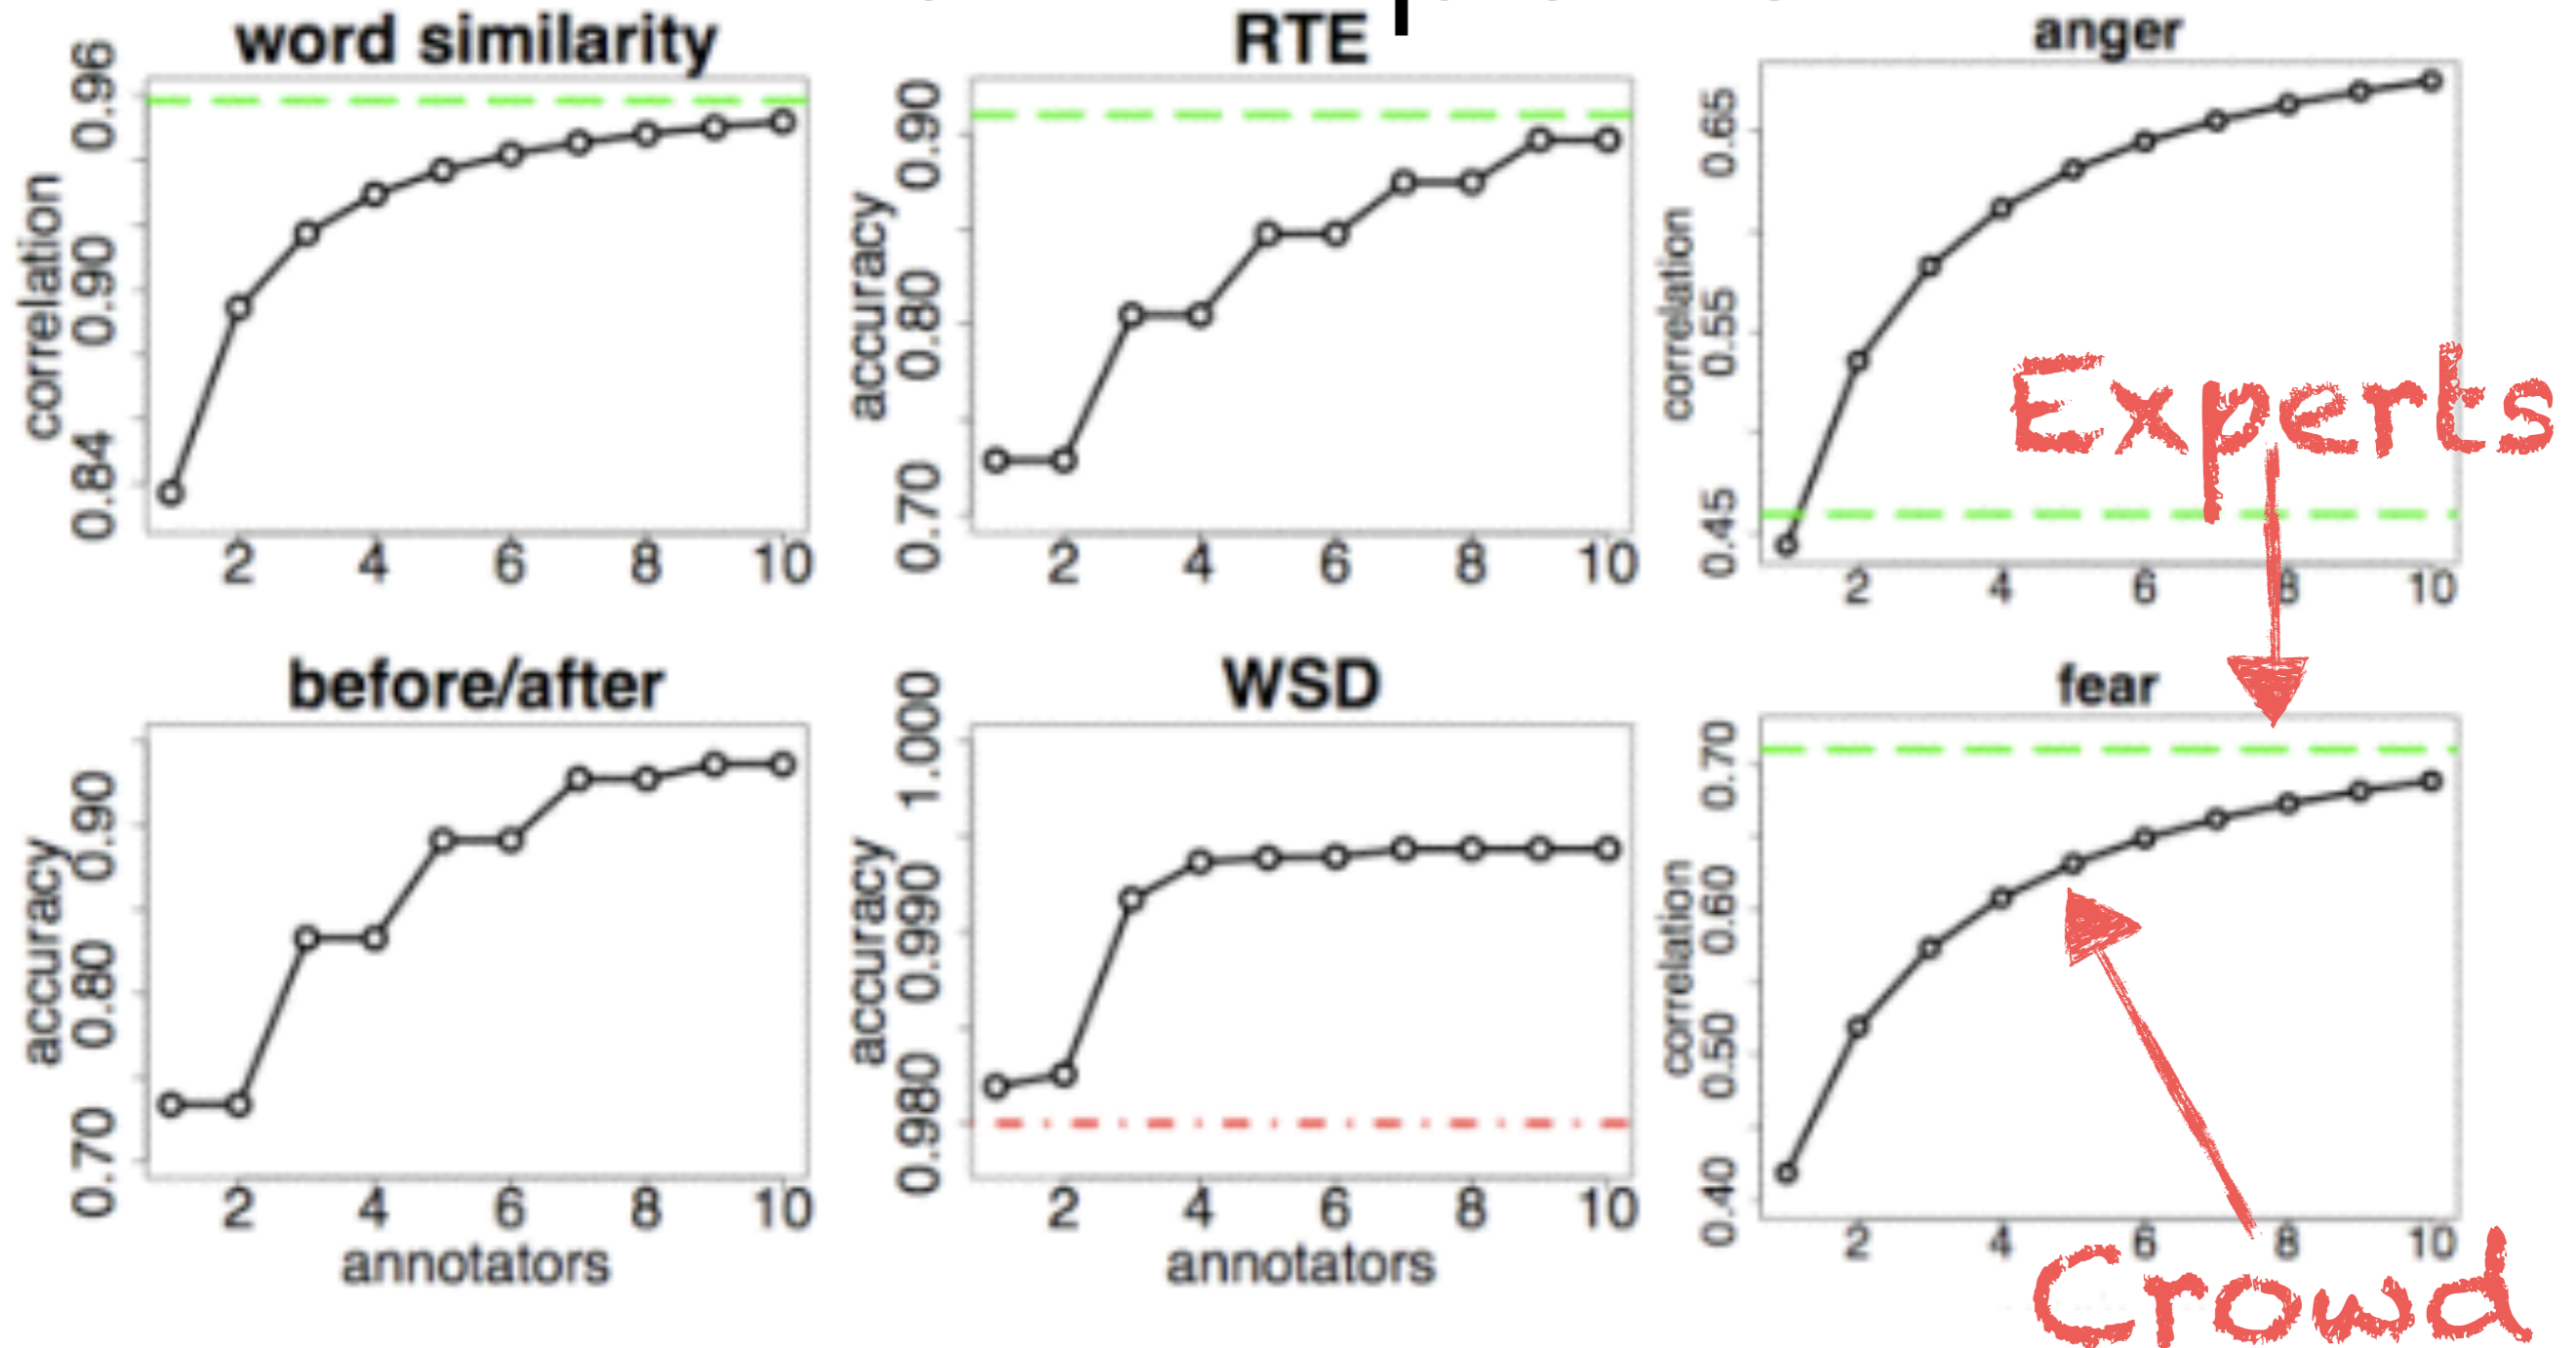 word similarity
correlation
0.96
0.90
0.84
2 4 6 8 10
RTE
accuracy
0.90
0.80
0.70
2 4 6 8 10
anger
correlation
0.65
0.55
0.45
2 4 6 8 10
Experts
before/after
accuracy
0.90
0.80
0.70
2 4 6 8 10
annotators
WSD
accuracy
1.000
0.990
0.980
2 4 6 8 10
annotators
fear
correlation
0.70
0.60
0.50
0.40
2 4 6 8 10
Crowd